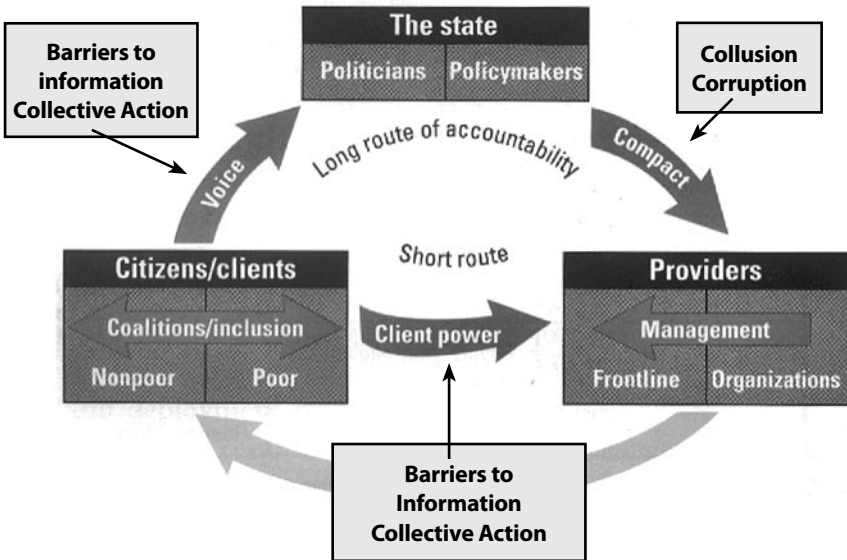 The state
Politicians Policymakers
Barriers to
information
Collective Action
Collusion
Corruption
Voice
Long route of accountability
Compact
Short route
Citizens/clients
Coalitions/inclusion
Nonpoor Poor
Client power
Providers
Management
Frontline Organizations
Barriers to
Information
Collective Action